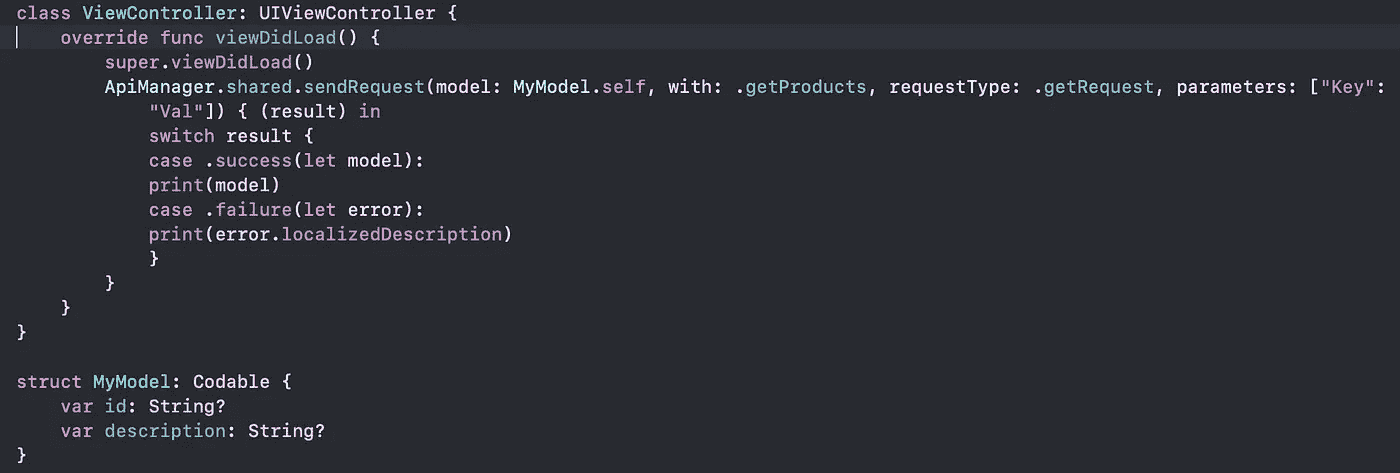 class ViewController: UIViewController {
    override func viewDidLoad() {
        super.viewDidLoad()
        ApiManager.shared.sendRequest(model: MyModel.self, with: .getProducts, requestType: .getRequest, parameters: ["Key":
            "Val"]) { (result) in
            switch result {
            case .success(let model):
            print(model)
            case .failure(let error):
            print(error.localizedDescription)
            }
        }
    }
}

struct MyModel: Codable {
    var id: String?
    var description: String?
}